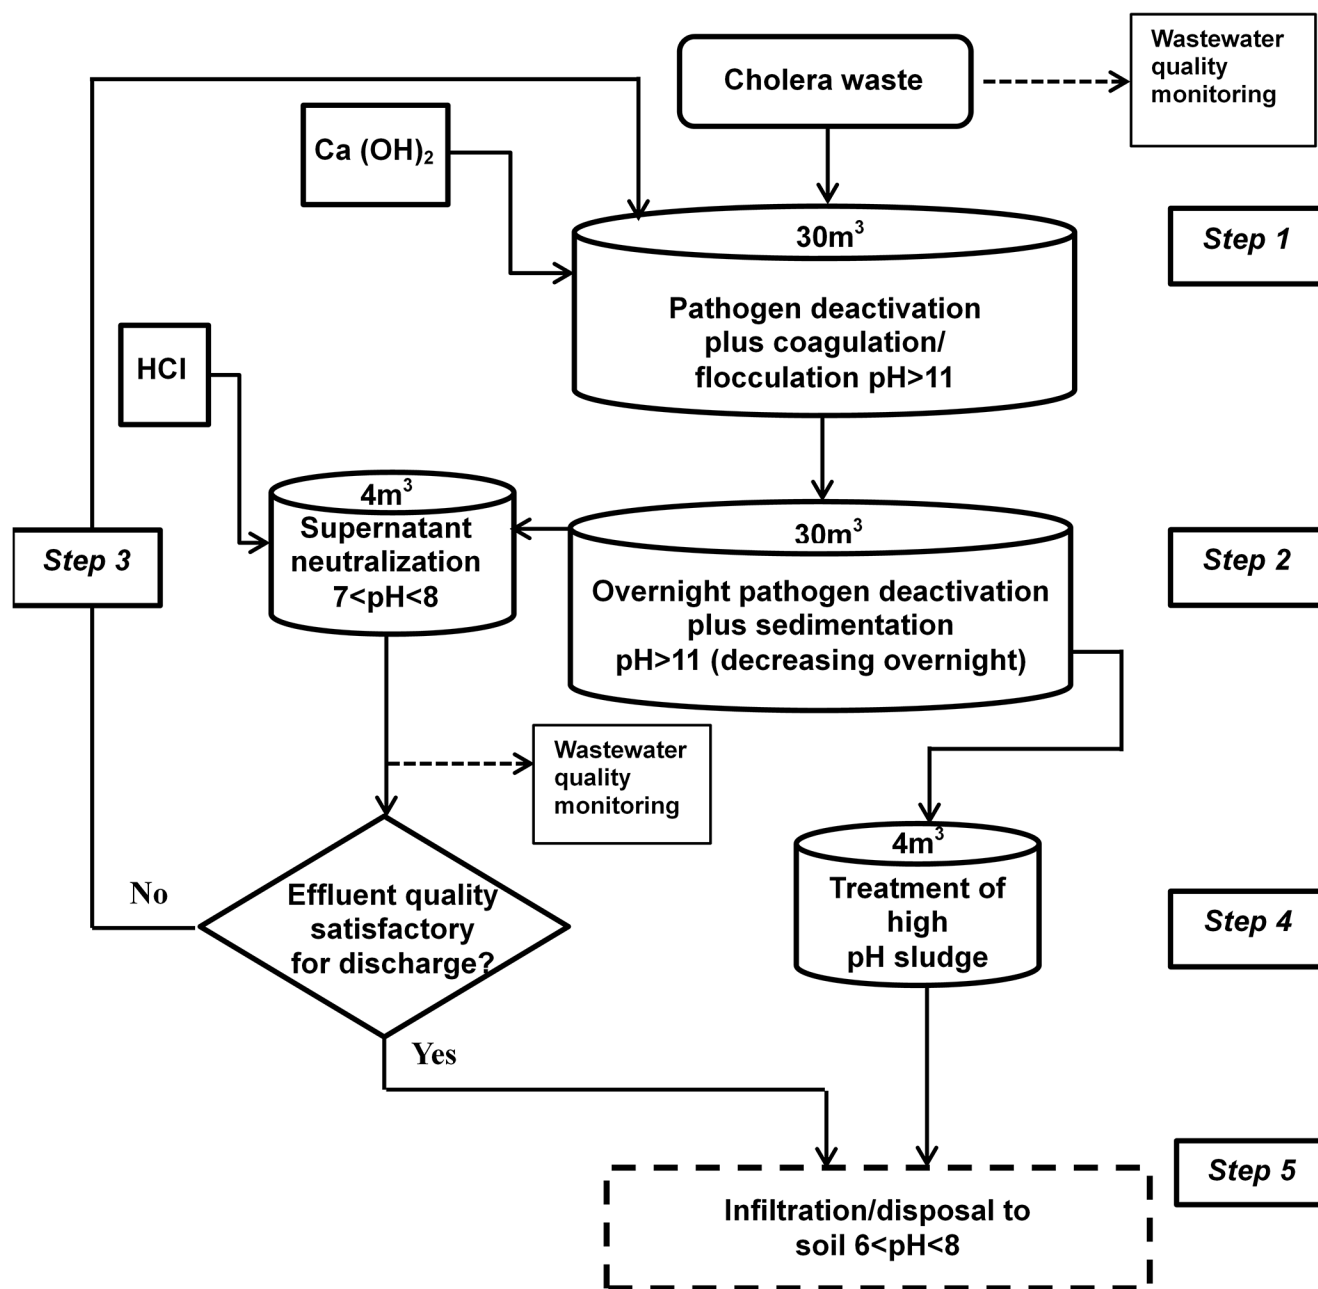 Cholera waste
Wastewater
quality
monitoring
Ca (OH)₂
Step 1
30m³
Pathogen deactivation
plus coagulation/
flocculation pH>11
HCl
4m³
Supernatant
neutralization
7<pH<8
Step 3
30m³
Overnight pathogen deactivation
plus sedimentation
pH>11 (decreasing overnight)
Step 2
Wastewater
quality
monitoring
No
Effluent quality
satisfactory
for discharge?
Yes
4m³
Treatment of
high
pH sludge
Step 4
Step 5
Infiltration/disposal to
soil 6<pH<8